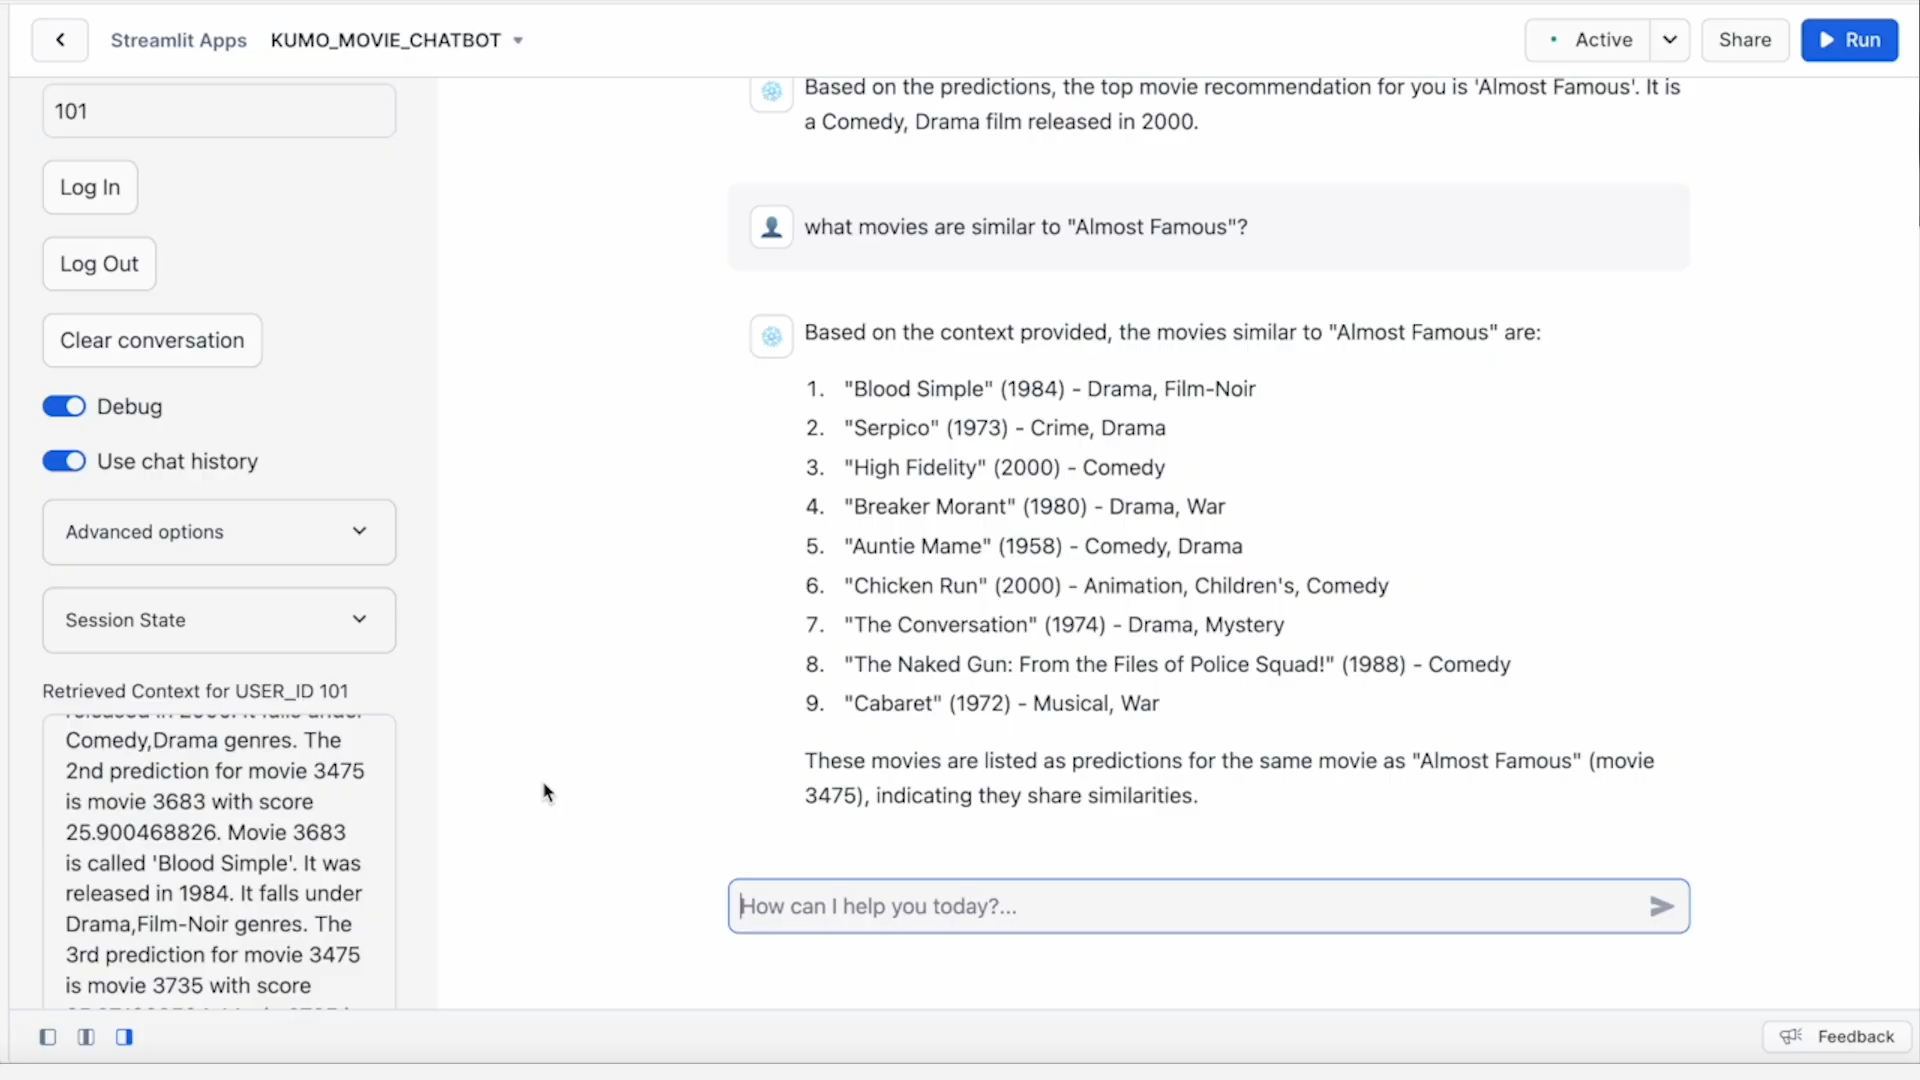 Streamlit Apps
KUMO_MOVIE_CHATBOT
Active
Share
Run
101
Log In
Log Out
Clear conversation
Debug
Use chat history
Advanced options
Session State
Retrieved Context for USER_ID 101
released in 2000. It falls under
Comedy,Drama genres. The
2nd prediction for movie 3475
is movie 3683 with score
25.900468826. Movie 3683
is called 'Blood Simple'. It was
released in 1984. It falls under
Drama,Film-Noir genres. The
3rd prediction for movie 3475
is movie 3735 with score
Based on the predictions, the top movie recommendation for you is 'Almost Famous'. It is
a Comedy, Drama film released in 2000.
what movies are similar to "Almost Famous"?
Based on the context provided, the movies similar to "Almost Famous" are:
1. "Blood Simple" (1984) - Drama, Film-Noir
2. "Serpico" (1973) - Crime, Drama
3. "High Fidelity" (2000) - Comedy
4. "Breaker Morant" (1980) - Drama, War
5. "Auntie Mame" (1958) - Comedy, Drama
6. "Chicken Run" (2000) - Animation, Children's, Comedy
7. "The Conversation" (1974) - Drama, Mystery
8. "The Naked Gun: From the Files of Police Squad!" (1988) - Comedy
9. "Cabaret" (1972) - Musical, War
These movies are listed as predictions for the same movie as "Almost Famous" (movie
3475), indicating they share similarities.
How can I help you today?...
Feedback